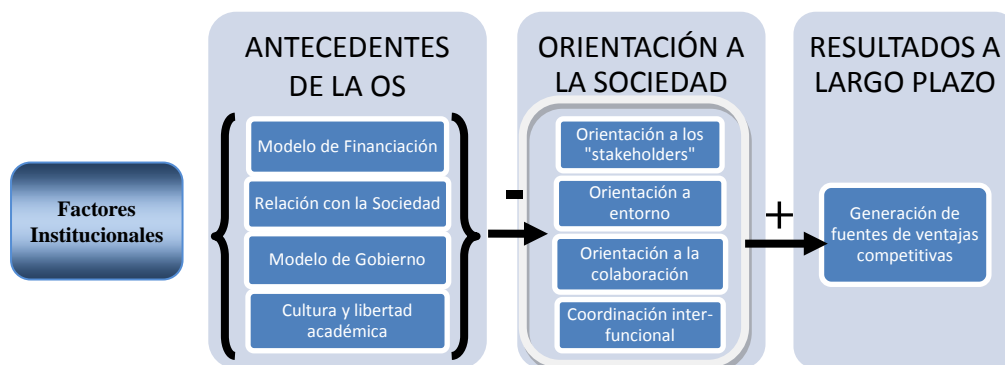 Factores
Institucionales
ANTECEDENTES
DE LA OS
Modelo de Financiación
Relación con la Sociedad
Modelo de Gobierno
Cultura y libertad
académica
-
ORIENTACIÓN A
LA SOCIEDAD
Orientación a los
"stakeholders"
Orientación a
entorno
Orientación a la
colaboración
Coordinación inter-
funcional
+
RESULTADOS A
LARGO PLAZO
Generación de
fuentes de ventajas
competitivas